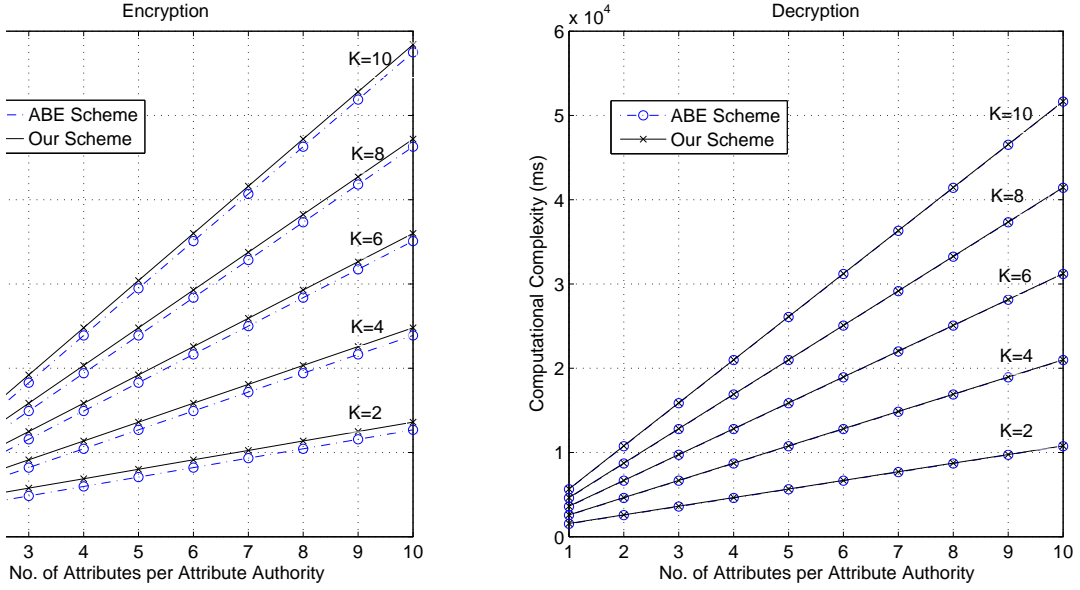 Encryption
K=10
ABE Scheme
Our Scheme
K=8
K=6
K=4
K=2
3 4 5 6 7 8 9 10
No. of Attributes per Attribute Authority
Decryption
x 10^4
6
5
4
3
2
1
0
Computational Complexity (ms)
ABE Scheme
Our Scheme
K=10
K=8
K=6
K=4
K=2
1 2 3 4 5 6 7 8 9 10
No. of Attributes per Attribute Authority